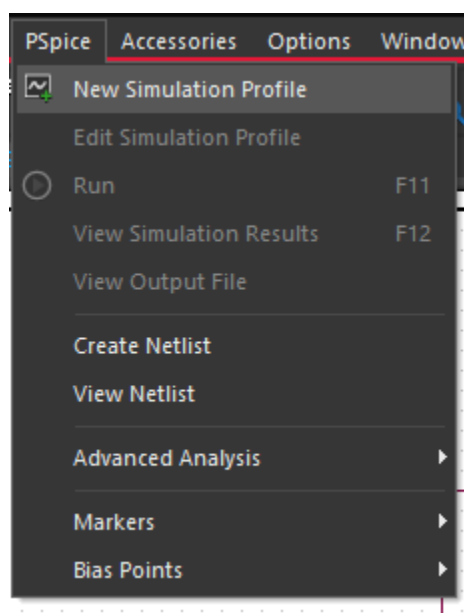 PSpice Accessories Options Window
New Simulation Profile
Edit Simulation Profile
Run F11
View Simulation Results F12
View Output File
Create Netlist
View Netlist
Advanced Analysis
Markers
Bias Points